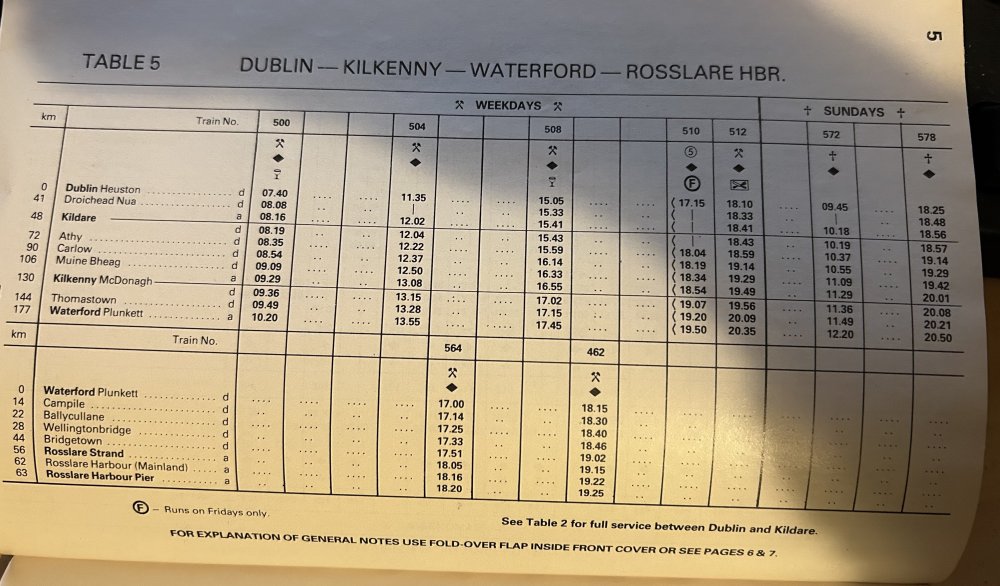 5
TABLE 5 DUBLIN — KILKENNY — WATERFORD — ROSSLARE HBR.
km ⚒ WEEKDAYS ⚒ † SUNDAYS †
Train No. 500 504 508 510 512 572 578
⚒ ⚒ ⚒ ⑤ ⚒ † †
◆ ◆ ◆ ◆ ◆ ◆ ◆
Ⓕ
0 Dublin Heuston d 07.40 11.35 15.05 ( 17.15 18.10 09.45 18.25
41 Droichead Nua d 08.08 | 15.33 ( | 18.33 | 18.48
48 Kildare a 08.16 12.02 15.41 ( | 18.41 10.18 18.56
d 08.19 12.04 15.43 ( | 18.43 10.19 18.57
72 Athy d 08.35 12.22 15.59 ( 18.04 18.59 10.37 19.14
90 Carlow d 08.54 12.37 16.14 ( 18.19 19.14 10.55 19.29
106 Muine Bheag d 09.09 12.50 16.33 ( 18.34 19.29 11.09 19.42
130 Kilkenny McDonagh a 09.29 13.08 16.55 ( 18.54 19.49 11.29 20.01
d 09.36 13.15 17.02 ( 19.07 19.56 11.36 20.08
144 Thomastown d 09.49 13.28 17.15 ( 19.20 20.09 11.49 20.21
177 Waterford Plunkett a 10.20 13.55 17.45 ( 19.50 20.35 12.20 20.50
km Train No. 564 462
⚒ ⚒
◆ ◆
0 Waterford Plunkett d 17.00 18.15
14 Campile d 17.14 18.30
22 Ballycullane d 17.25 18.40
28 Wellingtonbridge d 17.33 18.46
44 Bridgetown d 17.51 19.02
56 Rosslare Strand a 18.05 19.15
62 Rosslare Harbour (Mainland) a 18.16 19.22
63 Rosslare Harbour Pier a 18.20 19.25
Ⓕ – Runs on Fridays only.
See Table 2 for full service between Dublin and Kildare.
FOR EXPLANATION OF GENERAL NOTES USE FOLD-OVER FLAP INSIDE FRONT COVER OR SEE PAGES 6 & 7.